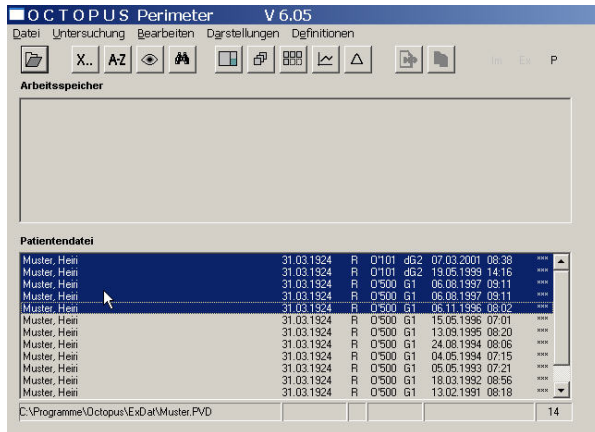 OCTOPUS Perimeter V 6.05
Datei Untersuchung Bearbeiten Darstellungen Definitionen
X.. A-Z Im Ex P
Arbeitsspeicher
Patientendatei
Muster, Heiri 31.03.1924 R O'101 dG2 07.03.2001 08:38 ***
Muster, Heiri 31.03.1924 R O'101 dG2 19.05.1999 14:16 ***
Muster, Heiri 31.03.1924 R O'500 G1 06.08.1997 09:11 ***
Muster, Heiri 31.03.1924 R O'500 G1 06.08.1997 09:11 ***
Muster, Heiri 31.03.1924 R O'500 G1 06.11.1996 08:02 ***
Muster, Heiri 31.03.1924 R O'500 G1 15.05.1996 07:01 ***
Muster, Heiri 31.03.1924 R O'500 G1 13.09.1995 08:20 ***
Muster, Heiri 31.03.1924 R O'500 G1 24.08.1994 08:06 ***
Muster, Heiri 31.03.1924 R O'500 G1 04.05.1994 07:15 ***
Muster, Heiri 31.03.1924 R O'500 G1 05.05.1993 07:21 ***
Muster, Heiri 31.03.1924 R O'500 G1 18.03.1992 08:56 ***
Muster, Heiri 31.03.1924 R O'500 G1 13.02.1991 08:18 ***
C:\Programme\Octopus\ExDat\Muster.PVD 14